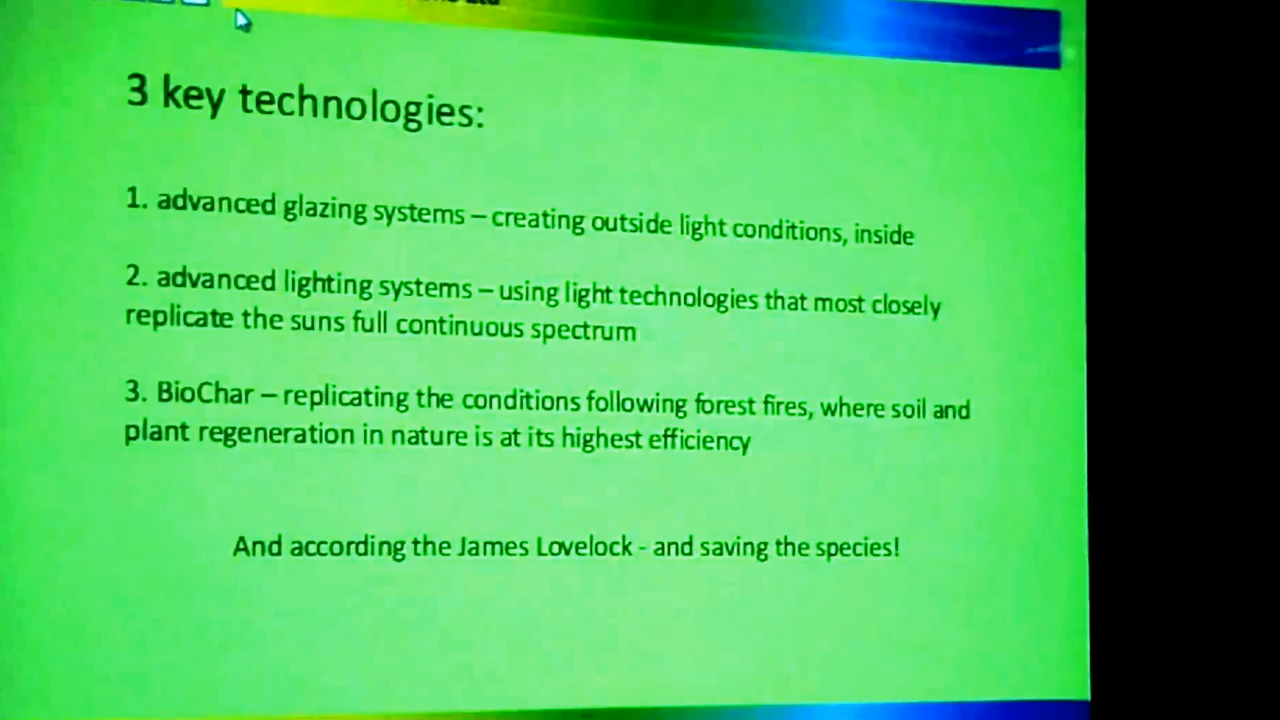 3 key technologies:
1. advanced glazing systems – creating outside light conditions, inside
2. advanced lighting systems – using light technologies that most closely
replicate the suns full continuous spectrum
3. BioChar – replicating the conditions following forest fires, where soil and
plant regeneration in nature is at its highest efficiency
And according the James Lovelock - and saving the species!